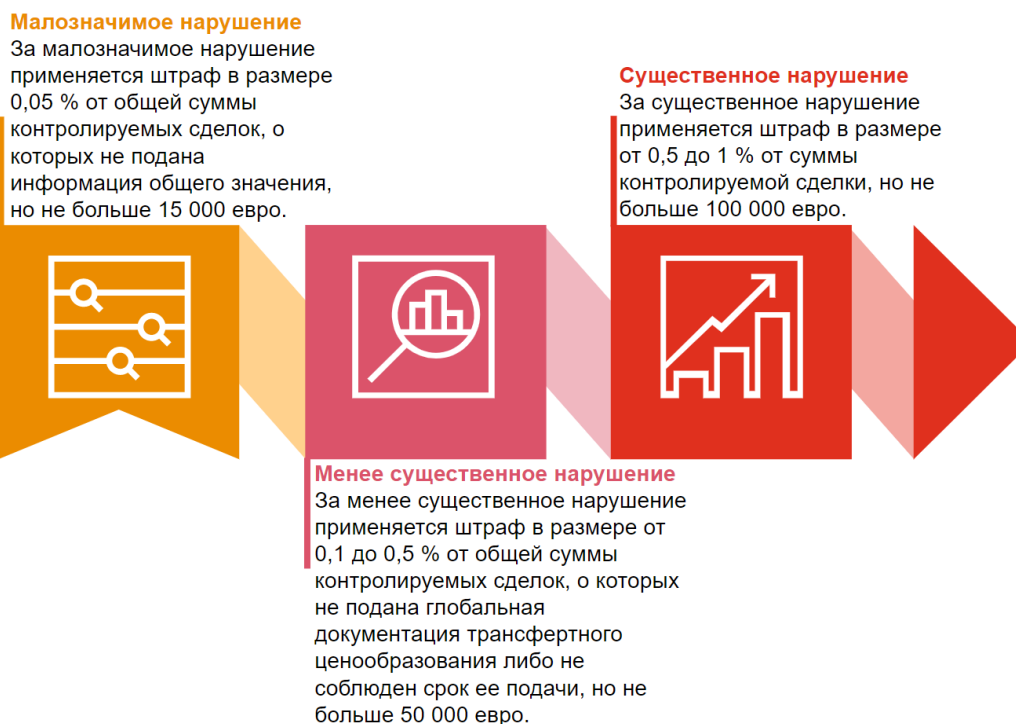 Малозначимое нарушение
За малозначимое нарушение
применяется штраф в размере
0,05 % от общей суммы
контролируемых сделок, о
которых не подана
информация общего значения,
но не больше 15 000 евро.
Существенное нарушение
За существенное нарушение
применяется штраф в размере
от 0,5 до 1 % от суммы
контролируемой сделки, но не
больше 100 000 евро.
Менее существенное нарушение
За менее существенное нарушение
применяется штраф в размере от
0,1 до 0,5 % от общей суммы
контролируемых сделок, о которых
не подана глобальная
документация трансфертного
ценообразования либо не
соблюден срок ее подачи, но не
больше 50 000 евро.